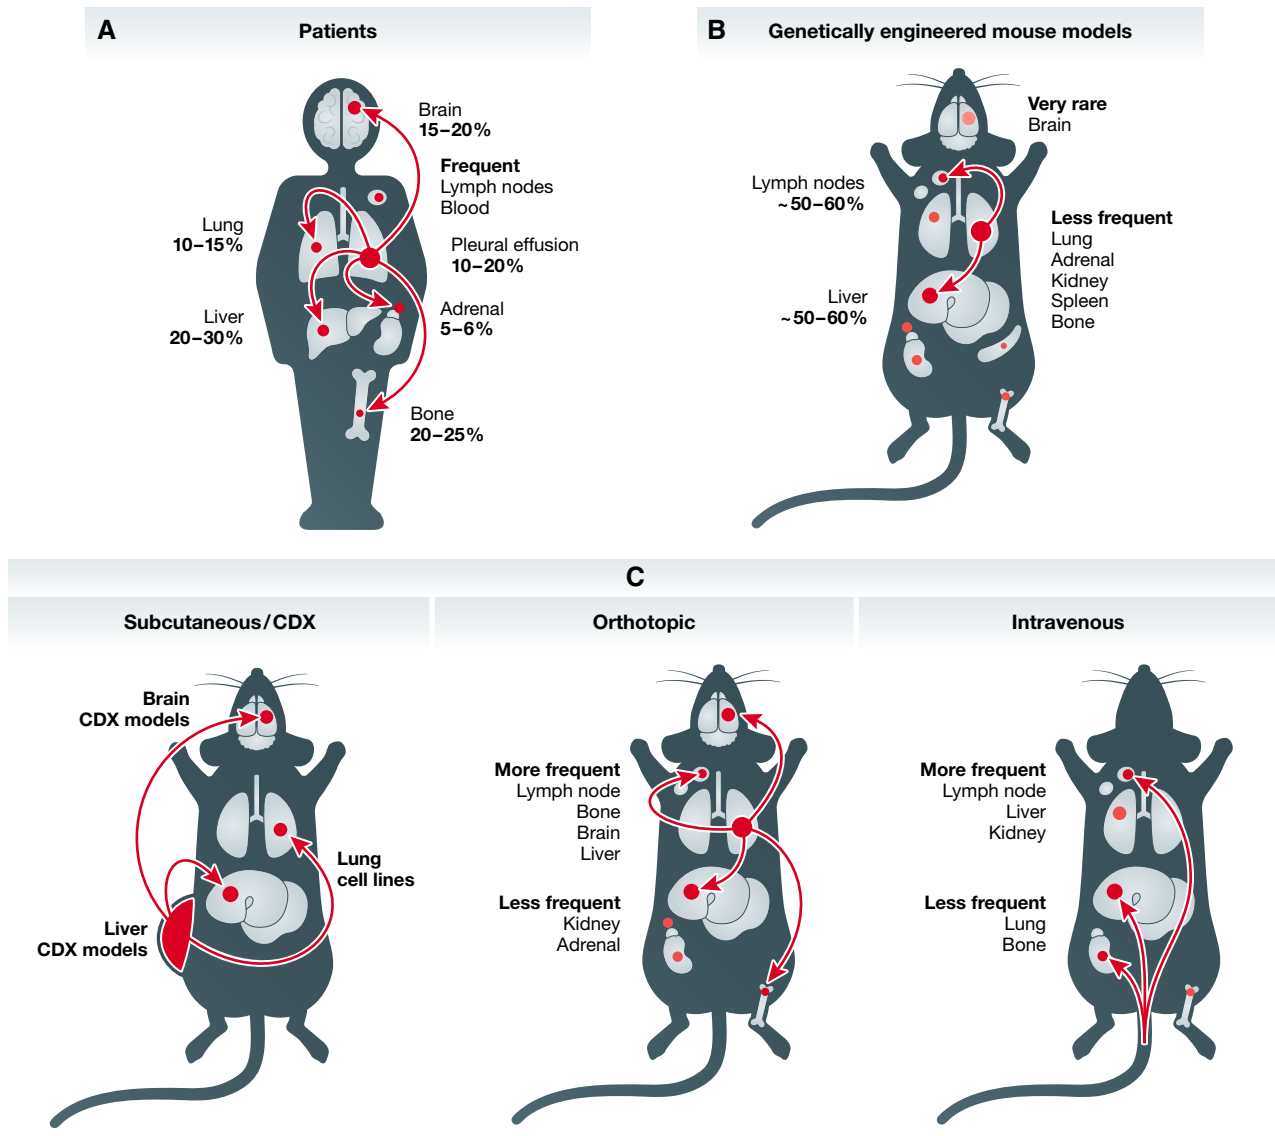 A
Patients
Brain
15–20%
Frequent
Lymph nodes
Blood
Lung
10–15%
Pleural effusion
10–20%
Liver
20–30%
Adrenal
5–6%
Bone
20–25%
B
Genetically engineered mouse models
Very rare
Brain
Lymph nodes
~50–60%
Less frequent
Lung
Adrenal
Kidney
Spleen
Bone
Liver
~50–60%
C
Subcutaneous/CDX
Brain
CDX models
Lung
cell lines
Liver
CDX models
Orthotopic
More frequent
Lymph node
Bone
Brain
Liver
Less frequent
Kidney
Adrenal
Intravenous
More frequent
Lymph node
Liver
Kidney
Less frequent
Lung
Bone